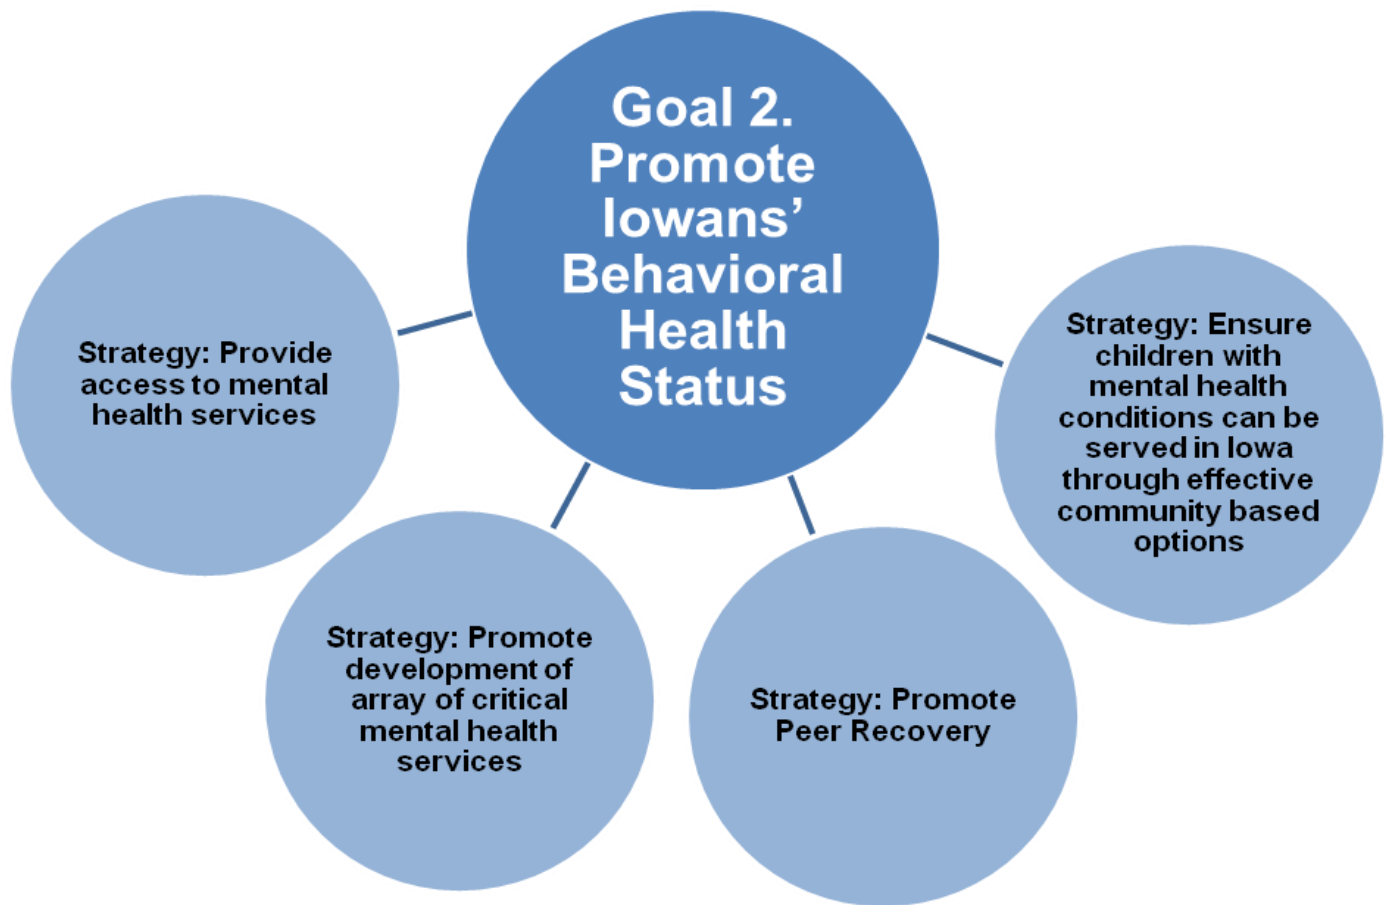 Goal 2.
Promote
Iowans’
Behavioral
Health
Status
Strategy: Provide
access to mental
health services
Strategy: Promote
development of
array of critical
mental health
services
Strategy: Promote
Peer Recovery
Strategy: Ensure
children with
mental health
conditions can be
served in Iowa
through effective
community based
options